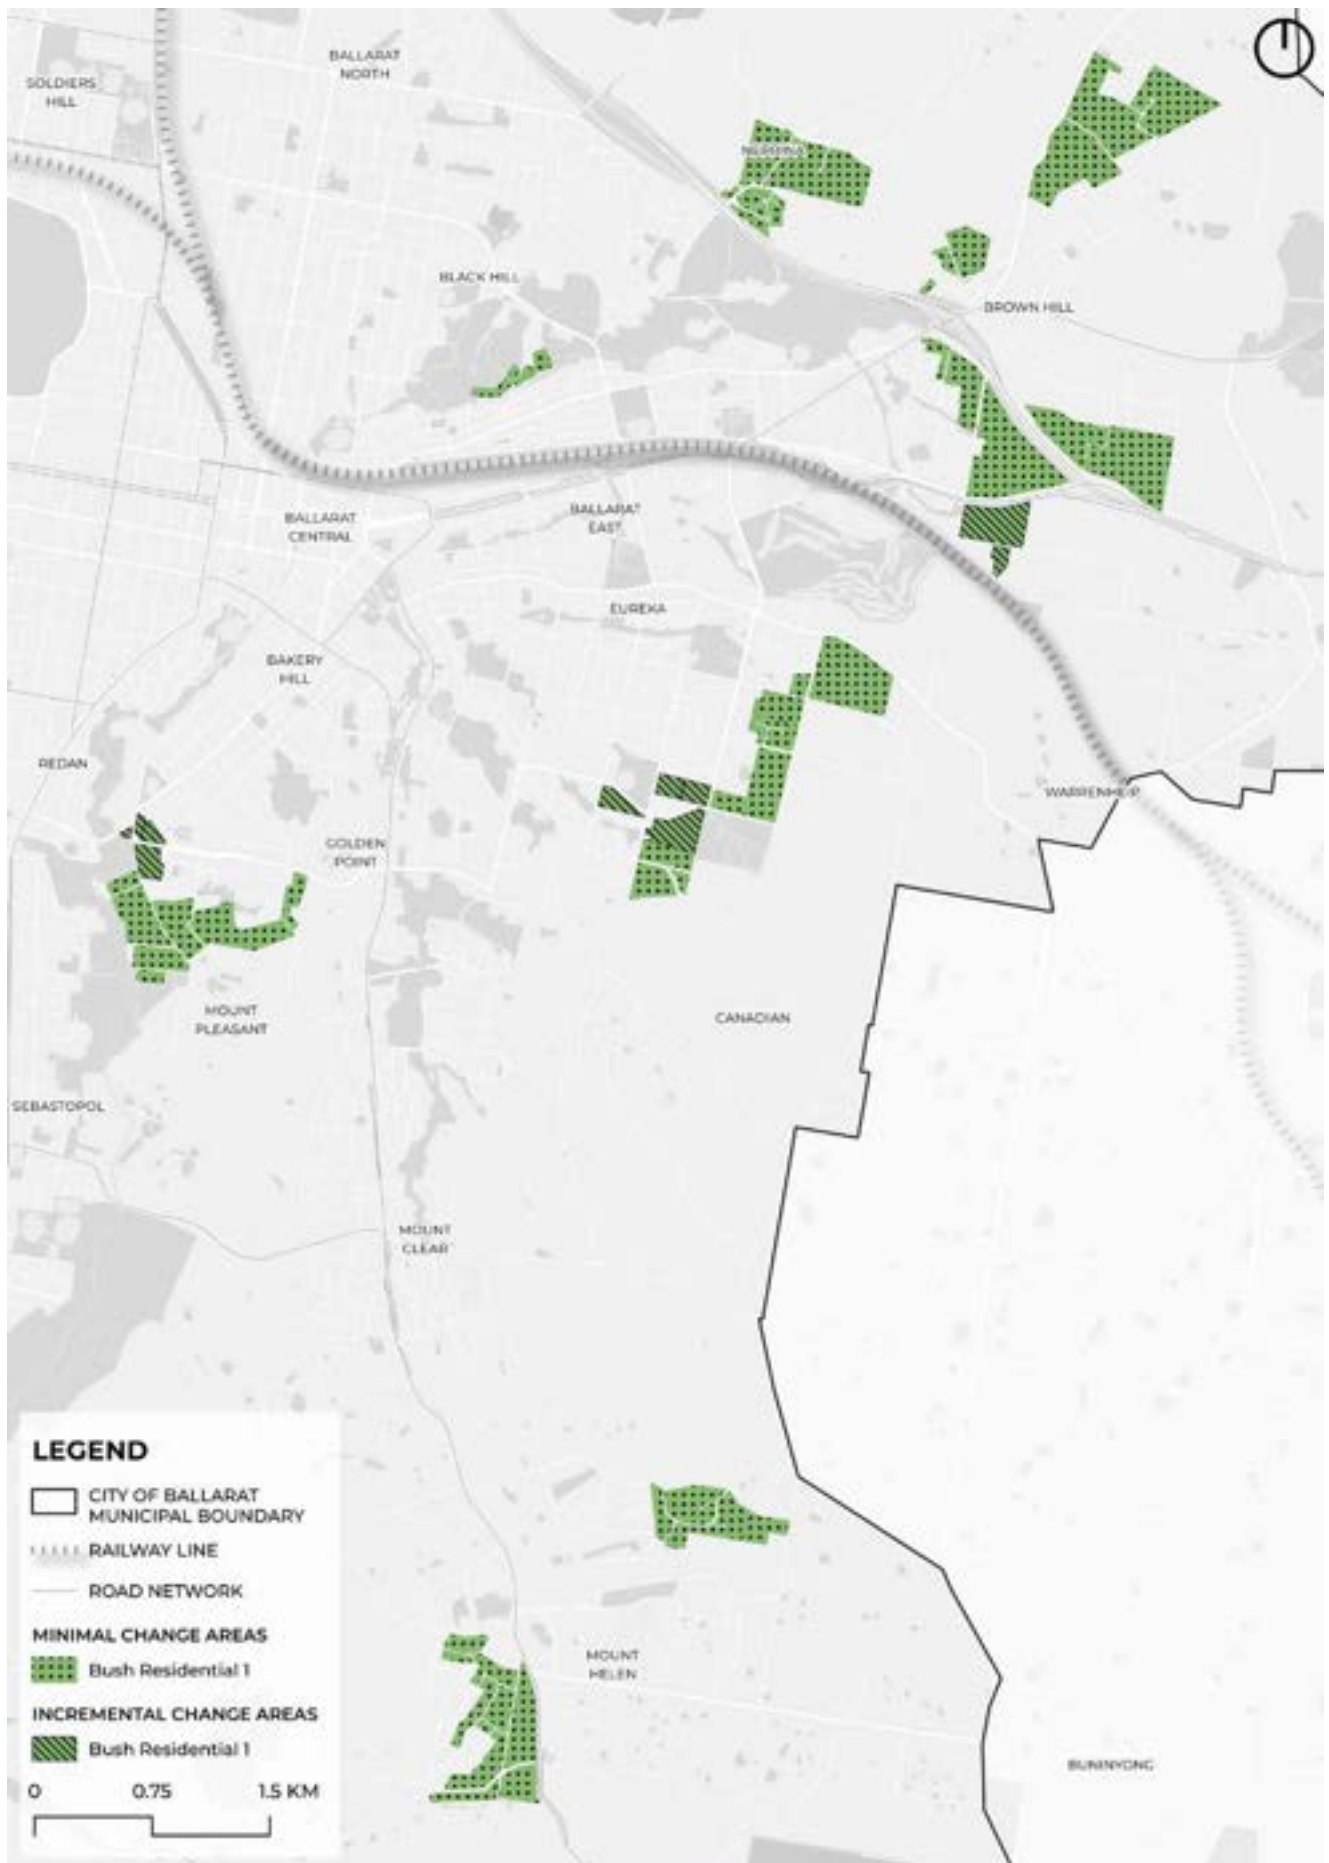 BALLARAT
NORTH
SOLDIERS
HILL
NERRINA
BLACK HILL
BROWN HILL
BALLARAT
CENTRAL
BALLARAT
EAST
EUREKA
BAKERY
HILL
REDAN
WARRENHEIP
GOLDEN
POINT
MOUNT
PLEASANT
CANADIAN
SEBASTOPOL
MOUNT
CLEAR
MOUNT
HELEN
BUNINYONG
LEGEND
CITY OF BALLARAT
MUNICIPAL BOUNDARY
RAILWAY LINE
ROAD NETWORK
MINIMAL CHANGE AREAS
Bush Residential 1
INCREMENTAL CHANGE AREAS
Bush Residential 1
0 0.75 1.5 KM